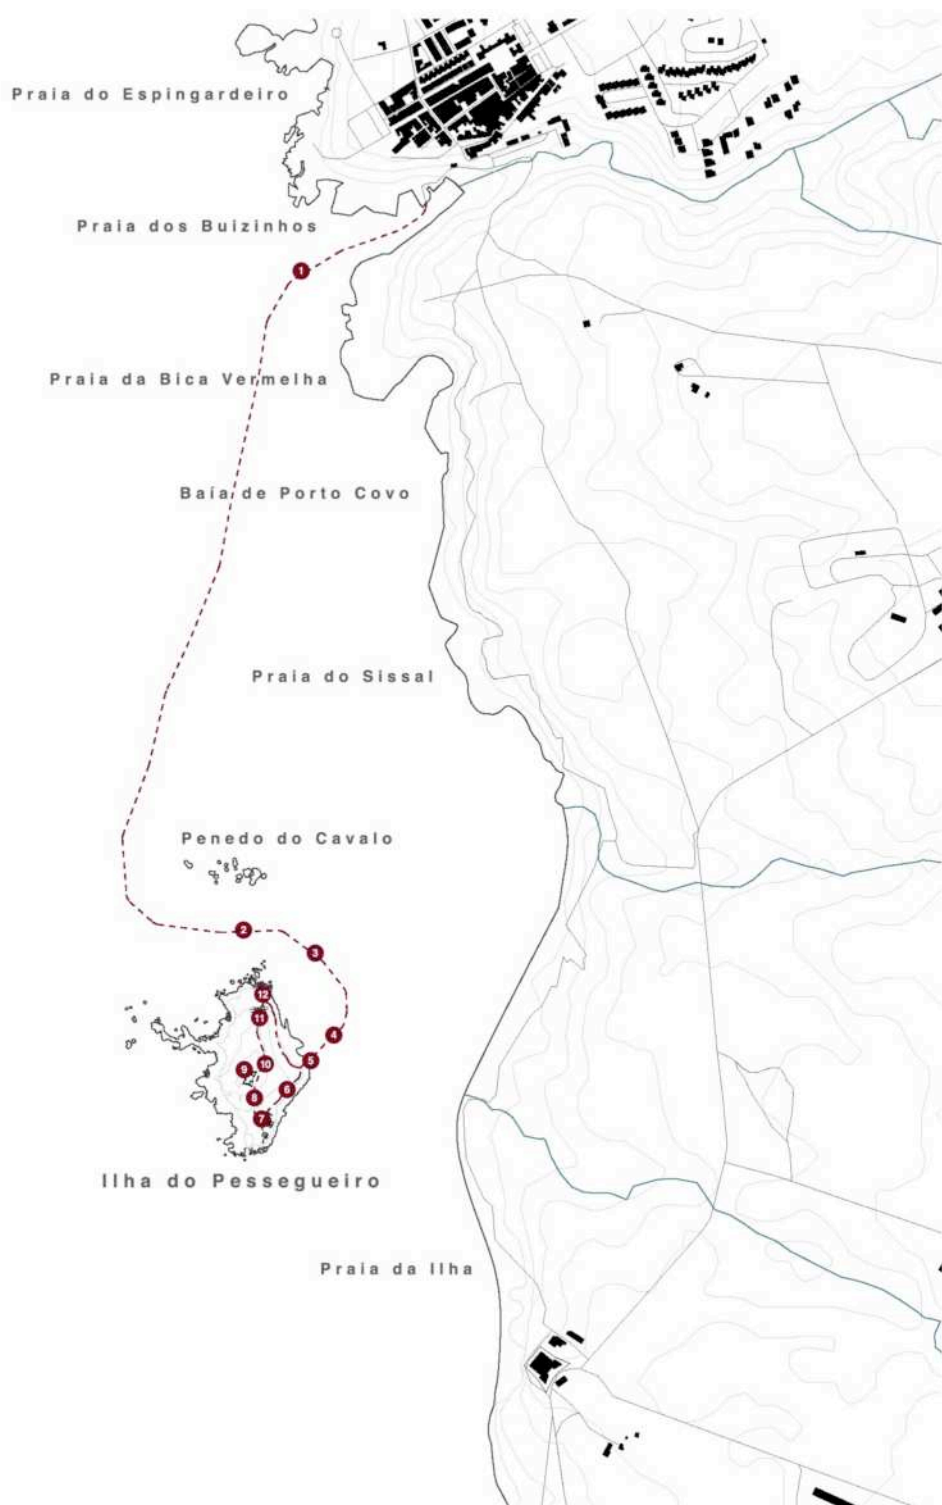 Praia do Espingardeiro
Praia dos Buizinhos
1
Praia da Bica Vermelha
Baía de Porto Covo
Praia do Sissal
Penedo do Cavalo
2
3
12
11
4
5
10
9
6
8
7
Ilha do Pessegueiro
Praia da Ilha